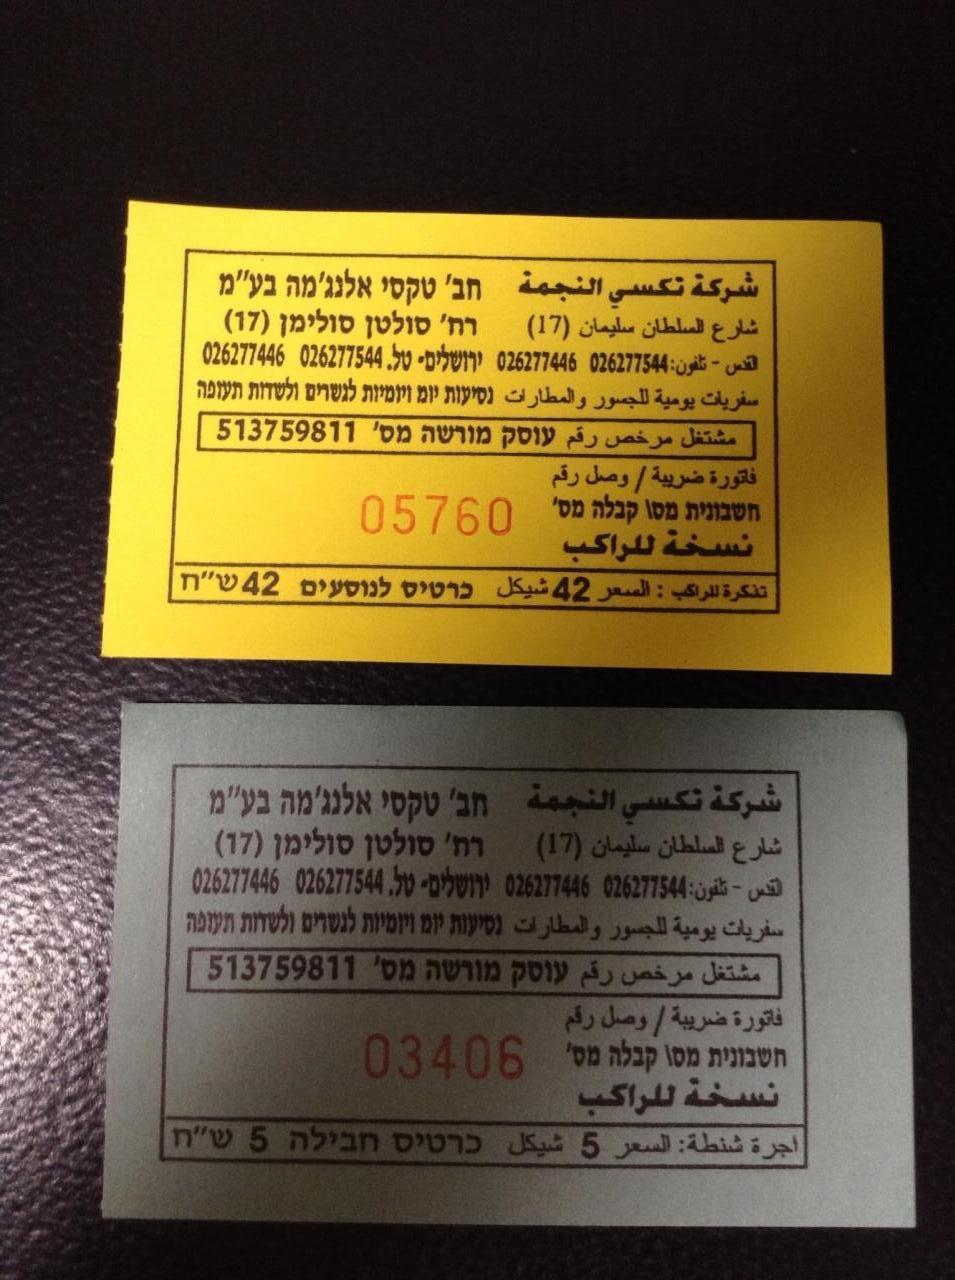 شركة تكسي النجمة חב' טקסי אלנג'מה בע"מ
شارع السلطان سليمان (17) רח' סולטן סולימן (17)
القدس - تلفون: 026277544 026277446 ירושלים- טל. 026277544 026277446
سفريات يومية للجسور والمطارات נסיעות יום ויומיות לגשרים ולשדות תעופה
مشتغل مرخص رقم עוסק מורשה מס' 513759811
فاتورة ضريبة / وصل رقم
חשבונית מס\ קבלה מס' 05760
نسخة للراكب
تذكرة للراكب : السعر 42 شيكل כרטיס לנוסעים 42 ש"ח
شركة تكسي النجمة חב' טקסי אלנג'מה בע"מ
شارع السلطان سليمان (17) רח' סולטן סולימן (17)
القدس - تلفون: 026277544 026277446 ירושלים- טל. 026277544 026277446
سفريات يومية للجسور والمطارات נסיעות יום ויומיות לגשרים ולשדות תעופה
مشتغل مرخص رقم עוסק מורשה מס' 513759811
فاتورة ضريبة / وصل رقم
חשבונית מס\ קבלה מס' 03406
نسخة للراكب
اجرة شنطة: السعر 5 شيكل כרטיס חבילה 5 ש"ח